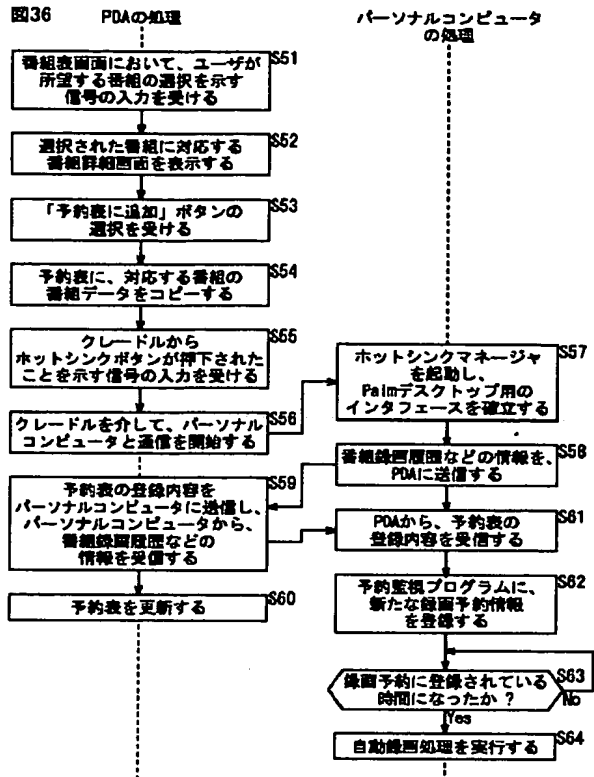 図36
PDAの処理
番組表画面において、ユーザが
所望する番組の選択を示す
信号の入力を受ける
S51
選択された番組に対応する
番組詳細画面を表示する
S52
「予約表に追加」ボタンの
選択を受ける
S53
予約表に、対応する番組の
番組データをコピーする
S54
クレードルから
ホットシンクボタンが押下された
ことを示す信号の入力を受ける
S55
クレードルを介して、パーソナル
コンピュータと通信を開始する
S56
予約表の登録内容を
パーソナルコンピュータに送信し、
パーソナルコンピュータから、
番組録画履歴などの
情報を受信する
S59
予約表を更新する
S60
パーソナルコンピュータ
の処理
ホットシンクマネージャ
を起動し、
Palmデスクトップ用の
インタフェースを確立する
S57
番組録画履歴などの情報を、
PDAに送信する
S58
PDAから、予約表の
登録内容を受信する
S61
予約監視プログラムに、
新たな録画予約情報
を登録する
S62
録画予約に登録されている
時間になったか?
S63
No
Yes
自動録画処理を実行する
S64